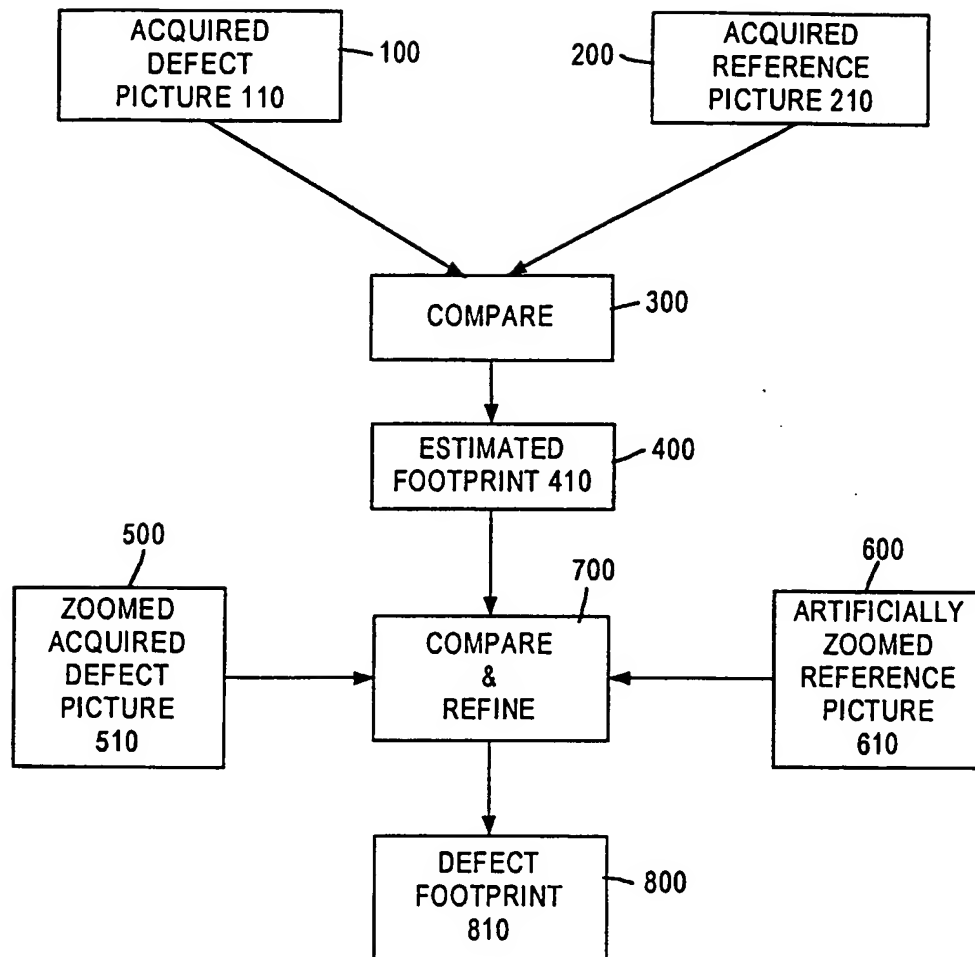 ACQUIRED
DEFECT
PICTURE 110
100
200
ACQUIRED
REFERENCE
PICTURE 210
COMPARE
300
ESTIMATED
FOOTPRINT 410
400
500
ZOOMED
ACQUIRED
DEFECT
PICTURE
510
700
COMPARE
&
REFINE
600
ARTIFICIALLY
ZOOMED
REFERENCE
PICTURE
610
DEFECT
FOOTPRINT
810
800